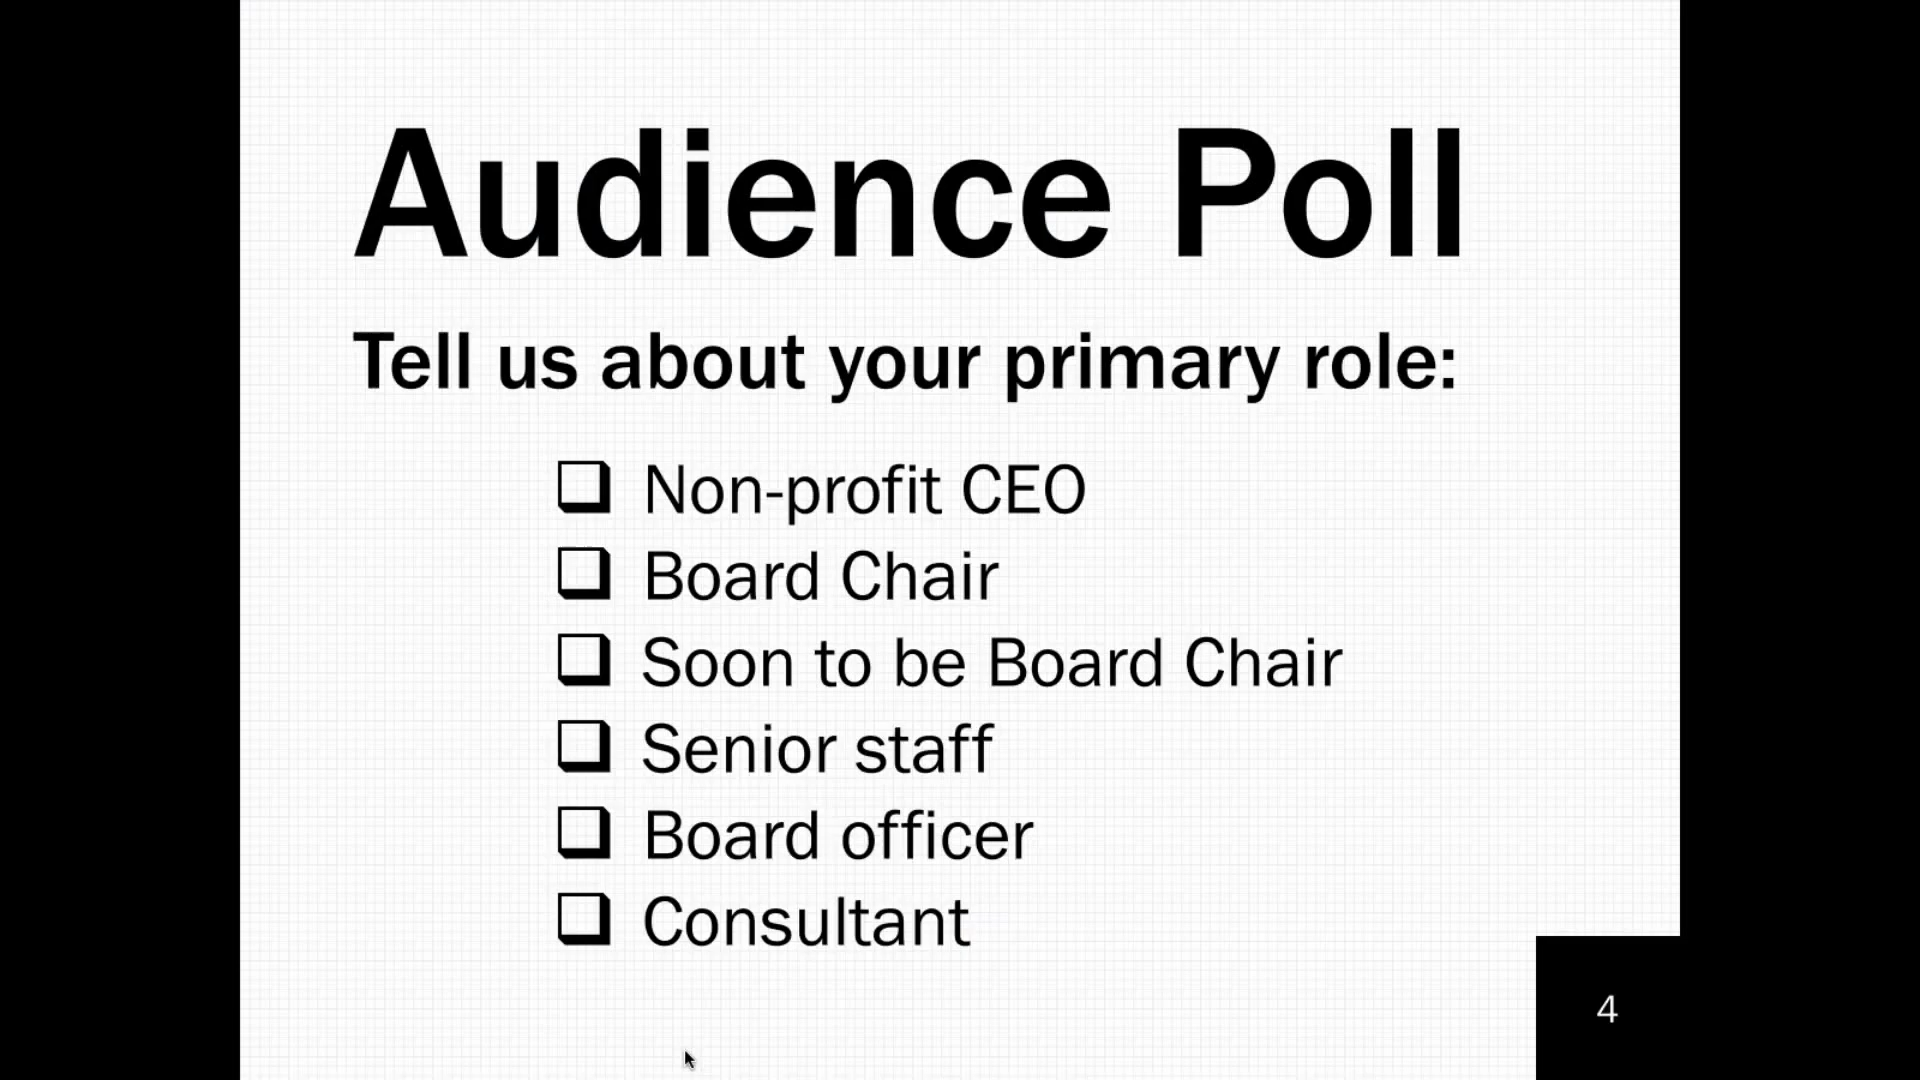 Audience Poll
Tell us about your primary role:
❑ Non-profit CEO
❑ Board Chair
❑ Soon to be Board Chair
❑ Senior staff
❑ Board officer
❑ Consultant
4